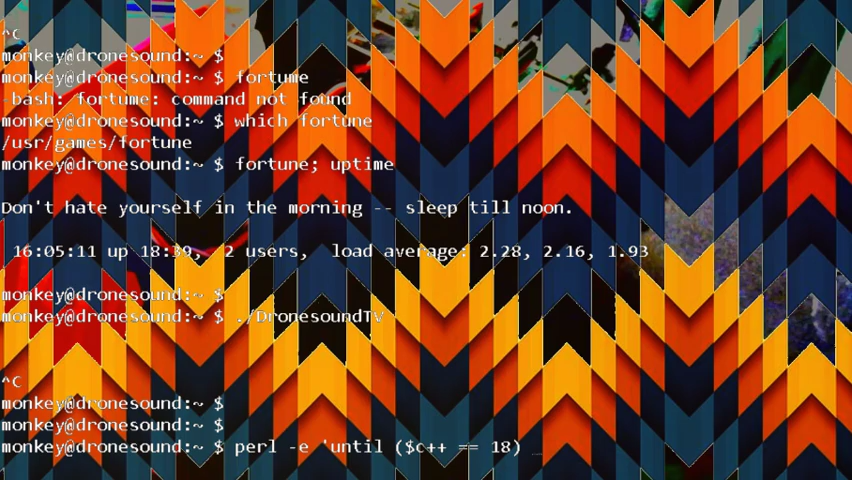 ^C
monkey@dronesound:~ $
monkey@dronesound:~ $ fortume
-bash: fortume: command not found
monkey@dronesound:~ $ which fortune
/usr/games/fortune
monkey@dronesound:~ $ fortune; uptime
Don't hate yourself in the morning -- sleep till noon.
16:05:11 up 18:39,  2 users,  load average: 2.28, 2.16, 1.93
monkey@dronesound:~ $
monkey@dronesound:~ $ ./DronesoundTV
^C
monkey@dronesound:~ $
monkey@dronesound:~ $
monkey@dronesound:~ $ perl -e 'until ($c++ == 18) _